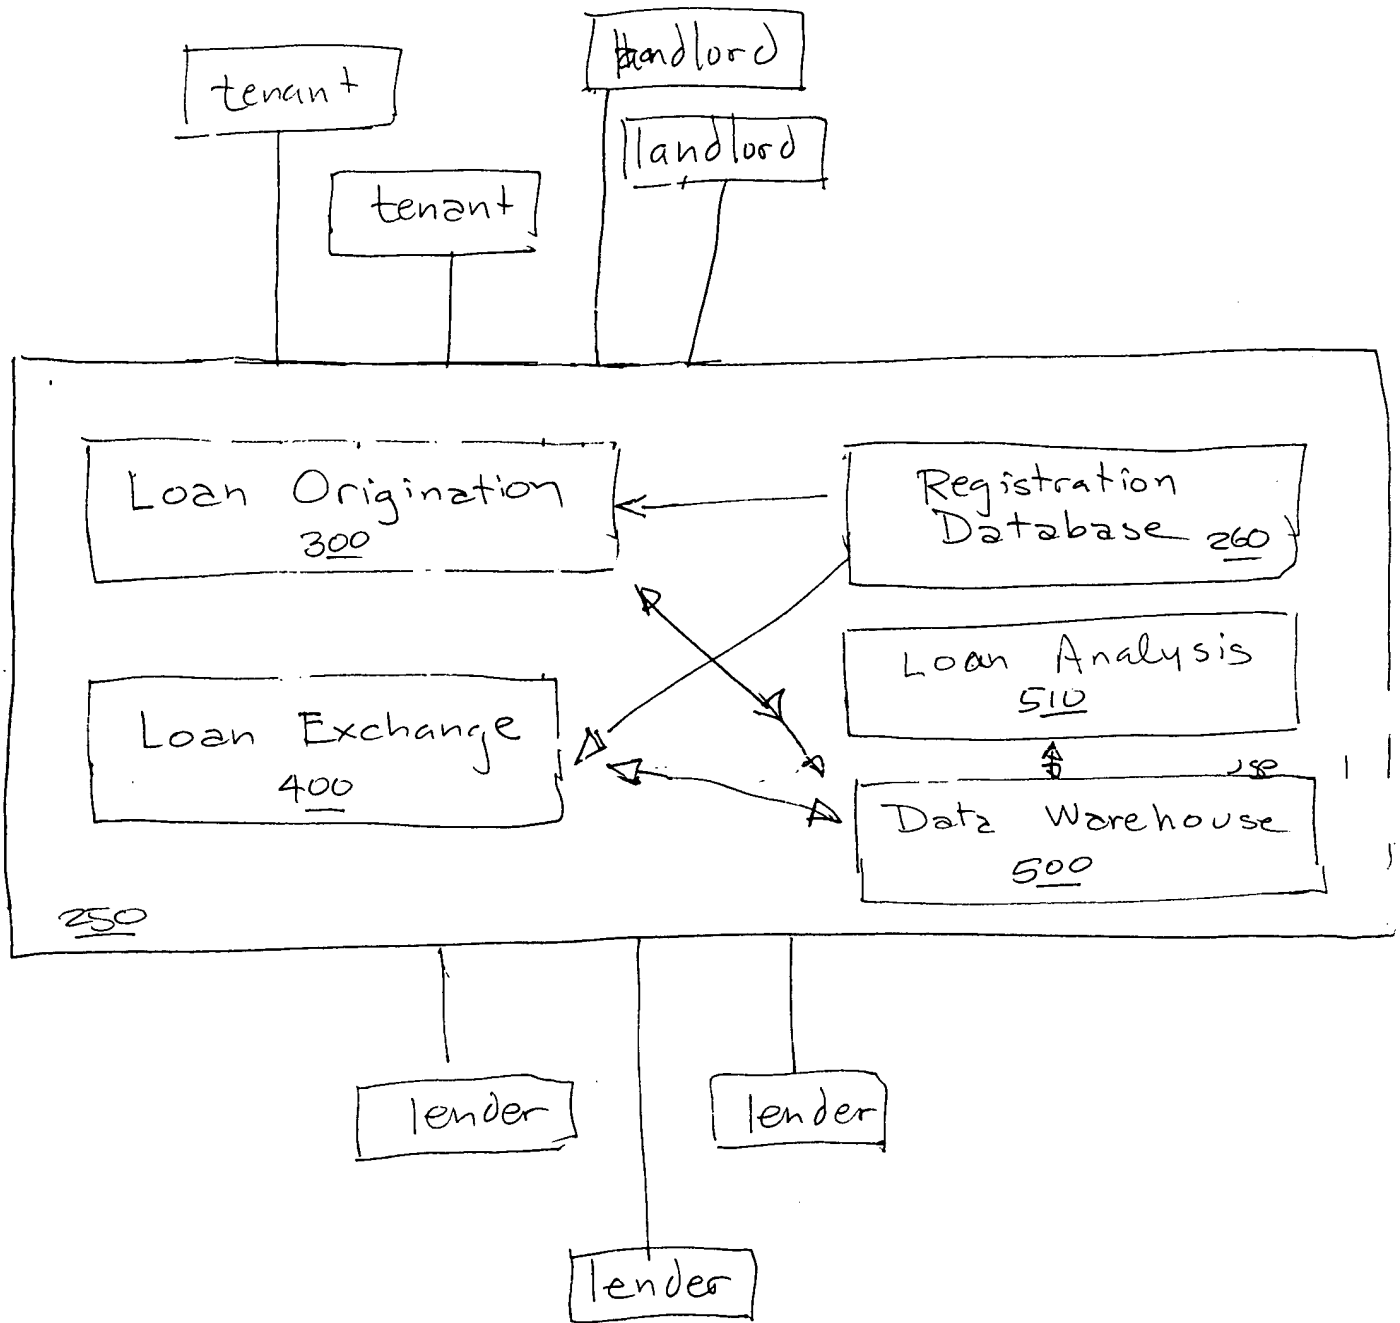 landlord
tenant
landlord
tenant
Loan Origination
300
Registration
Database 260
Loan Analysis
510
Loan Exchange
400
Data Warehouse
500
250
lender
lender
lender